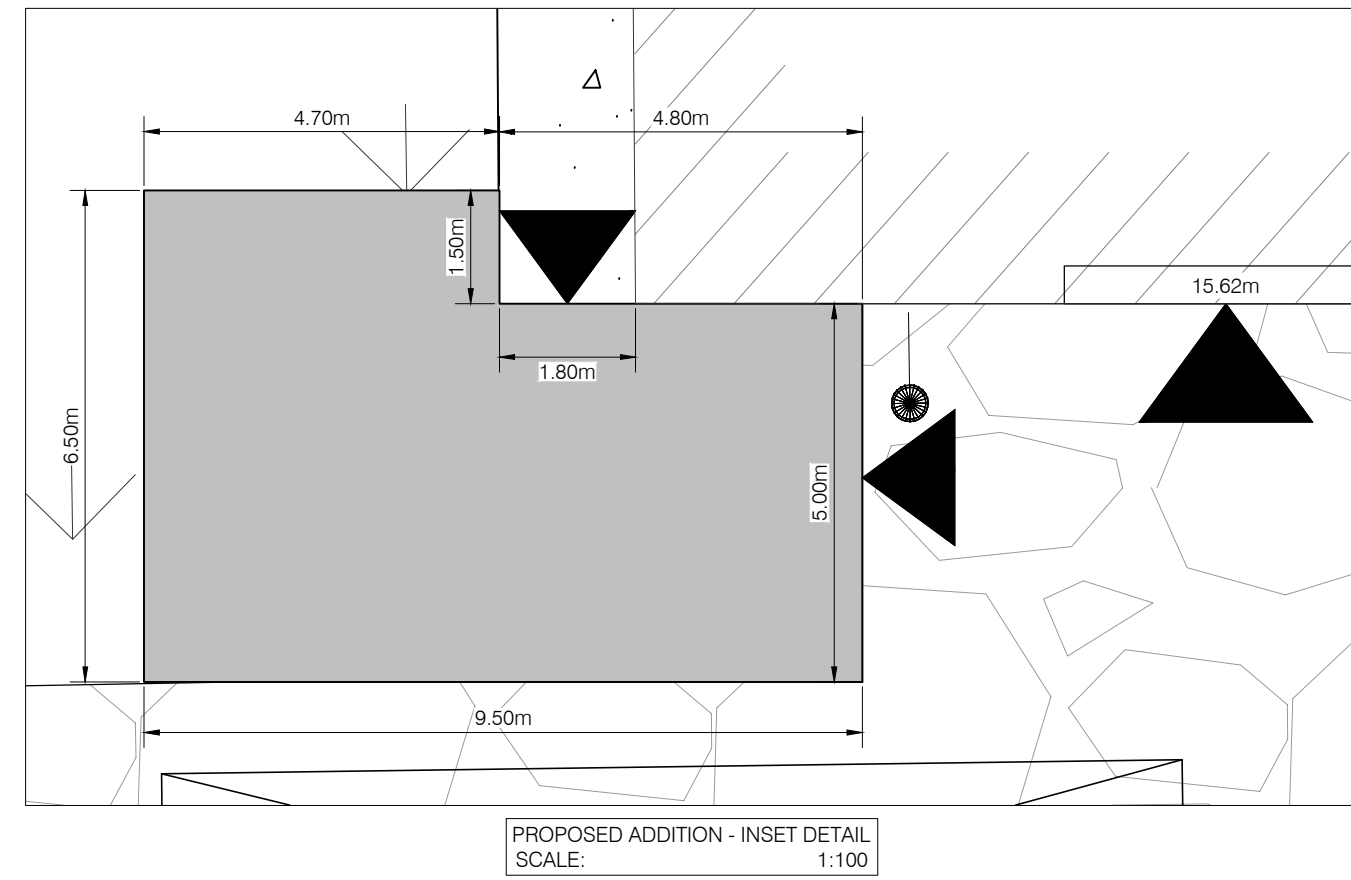 4.70m
4.80m
1.50m
15.62m
1.80m
6.50m
5.00m
9.50m
PROPOSED ADDITION - INSET DETAIL
SCALE: 1:100